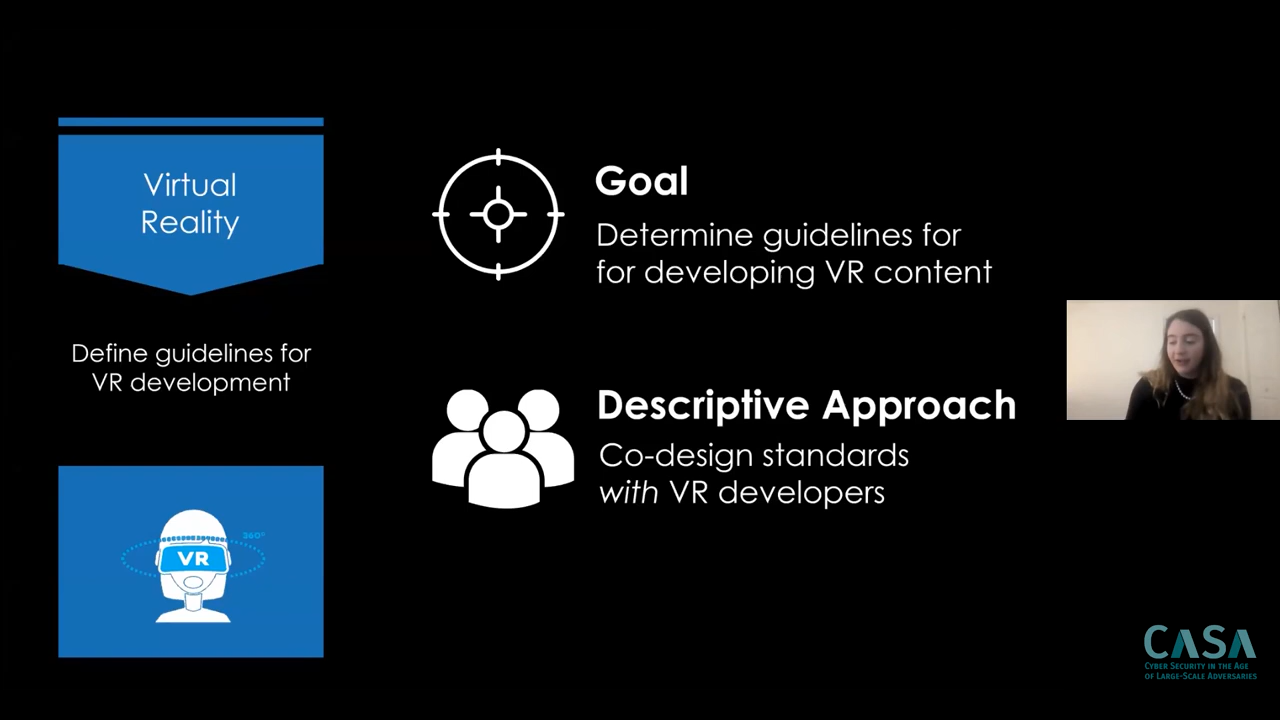 Virtual
Reality
Define guidelines for
VR development
360°
VR
Goal
Determine guidelines for
for developing VR content
Descriptive Approach
Co-design standards
with VR developers
CASA
Cyber Security in the Age
of Large-Scale Adversaries